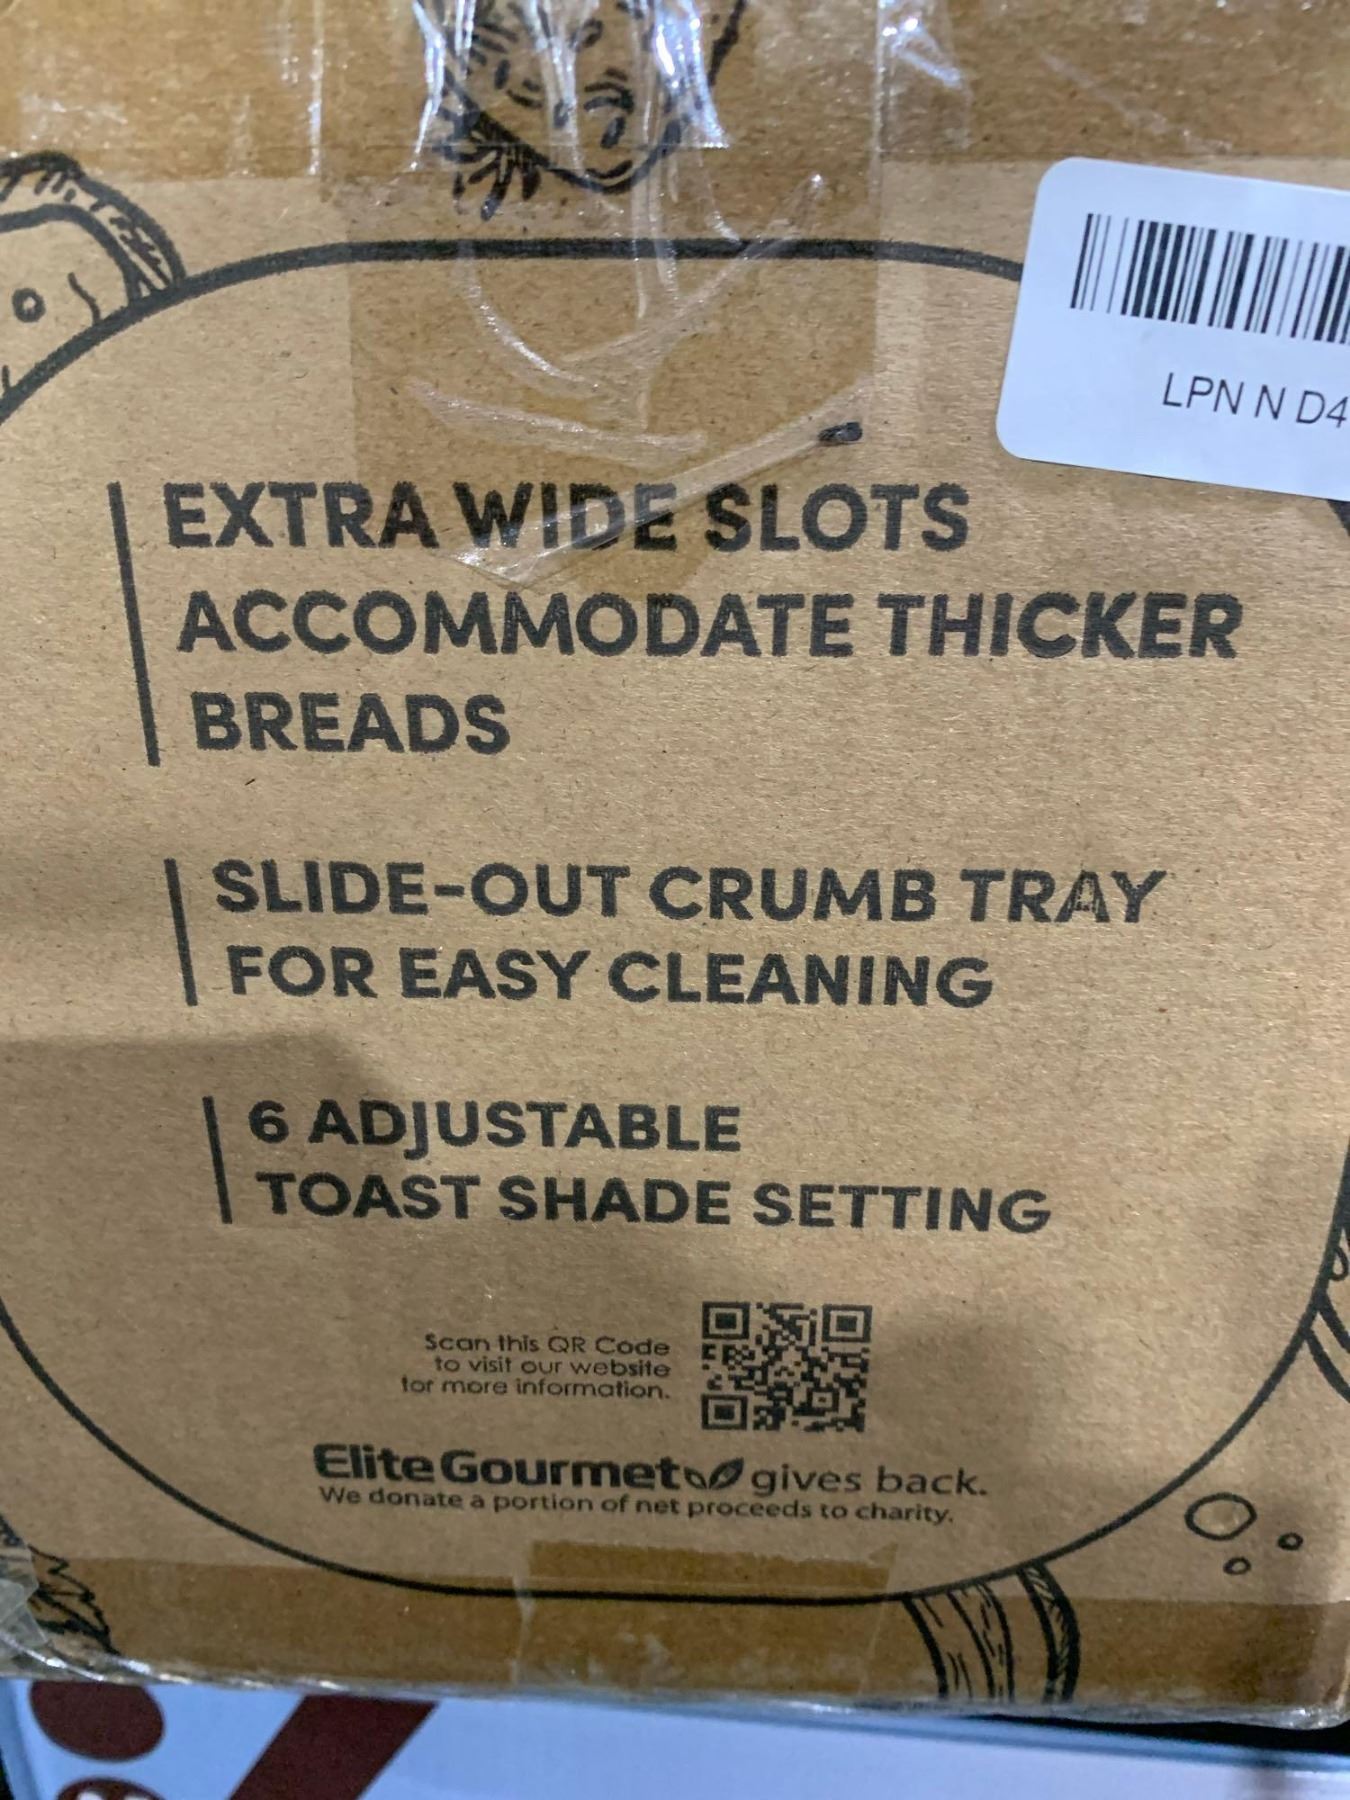 LPN N D4
EXTRA WIDE SLOTS
ACCOMMODATE THICKER
BREADS
SLIDE-OUT CRUMB TRAY
FOR EASY CLEANING
6 ADJUSTABLE
TOAST SHADE SETTING
Scan this QR Code
to visit our website
for more information.
Elite Gourmet gives back.
We donate a portion of net proceeds to charity.